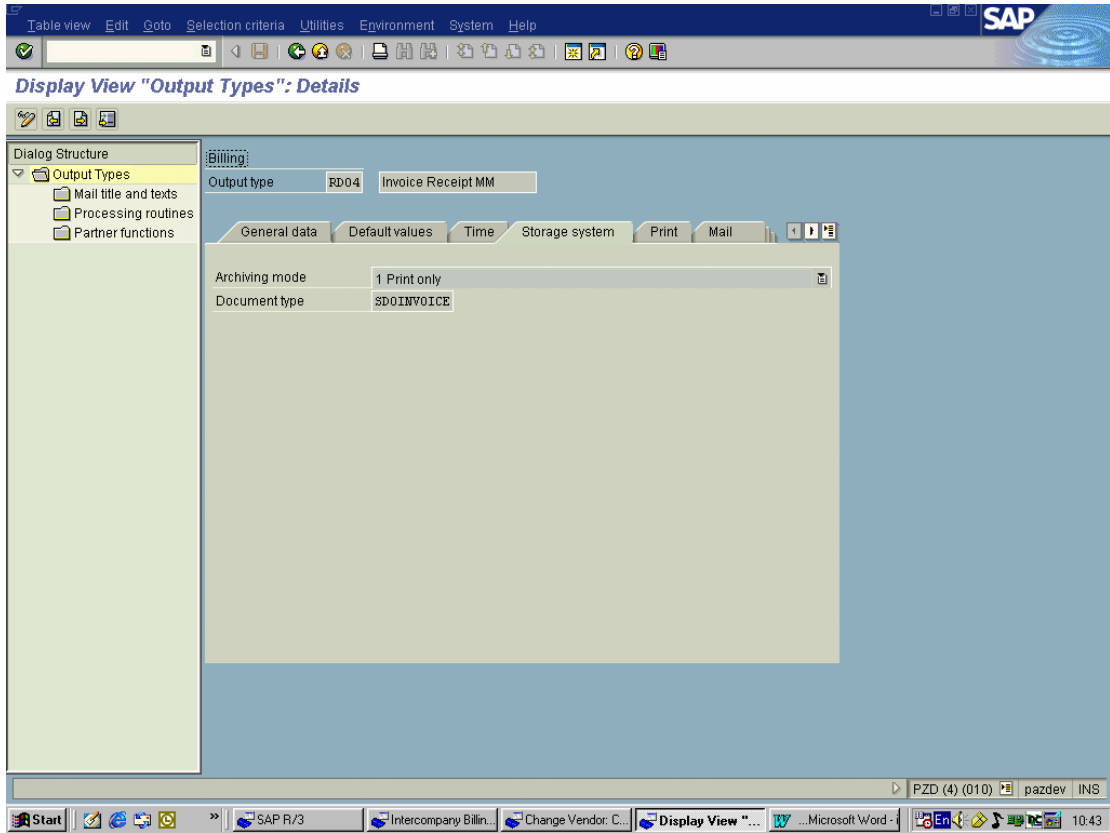 Table view Edit Goto Selection criteria Utilities Environment System Help
SAP
Display View "Output Types": Details
Dialog Structure
Output Types
Mail title and texts
Processing routines
Partner functions
Billing
Output type RD04 Invoice Receipt MM
General data Default values Time Storage system Print Mail
Archiving mode 1 Print only
Document type SDOINVOICE
PZD (4) (010) pazdev INS
Start » SAP R/3 Intercompany Billin... Change Vendor: C... Display View "... ...Microsoft Word - i En 10:43